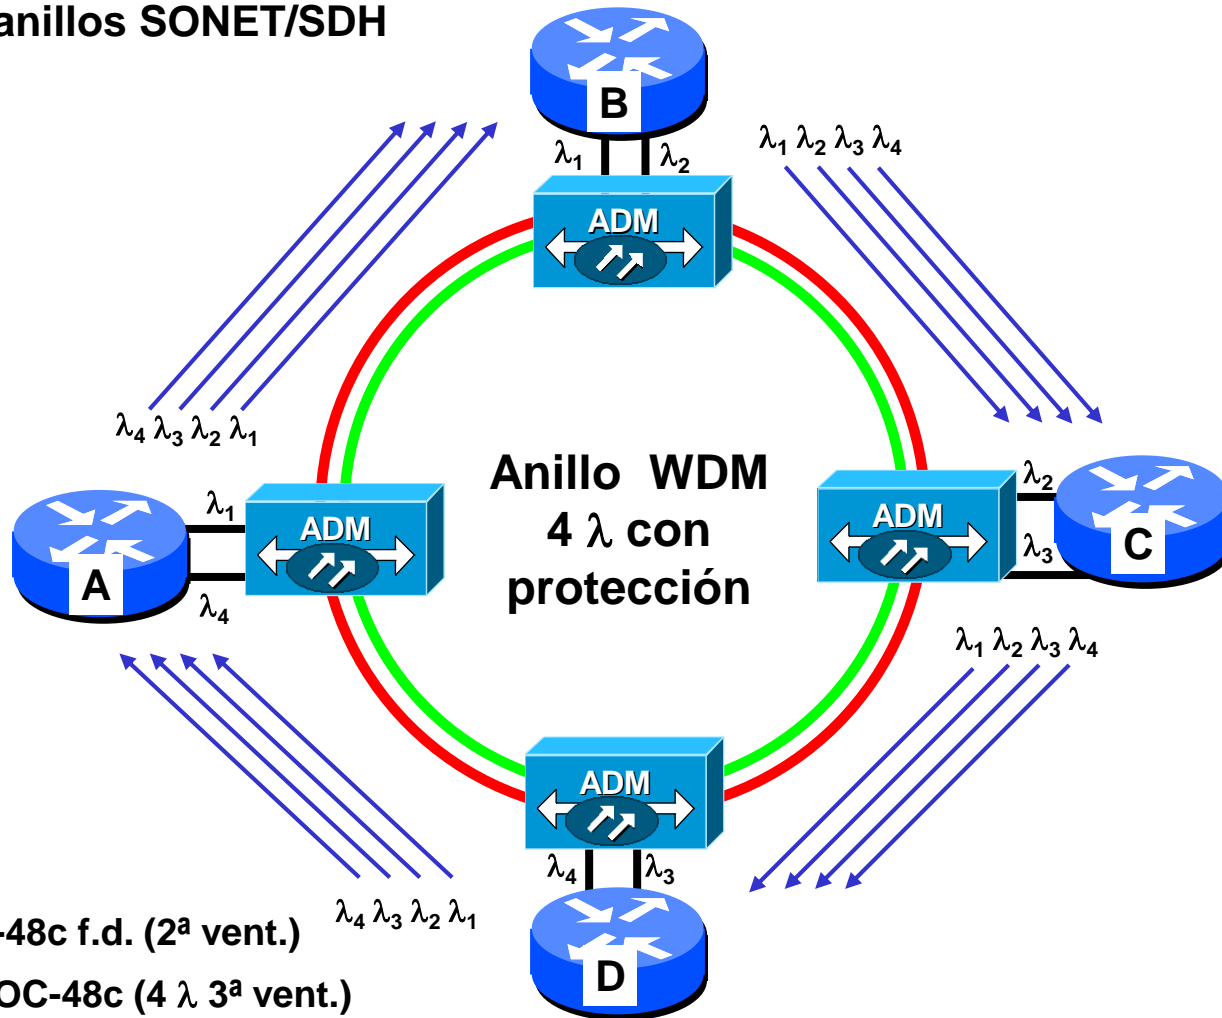 anillos SONET/SDH
B
λ1 λ2
λ1 λ2 λ3 λ4
ADM
λ4 λ3 λ2 λ1
Anillo WDM
4 λ con
protección
λ1
ADM
A
λ4
λ2
ADM
C
λ3
λ1 λ2 λ3 λ4
ADM
λ4 λ3
λ4 λ3 λ2 λ1
D
-48c f.d. (2ª vent.)
OC-48c (4 λ 3ª vent.)